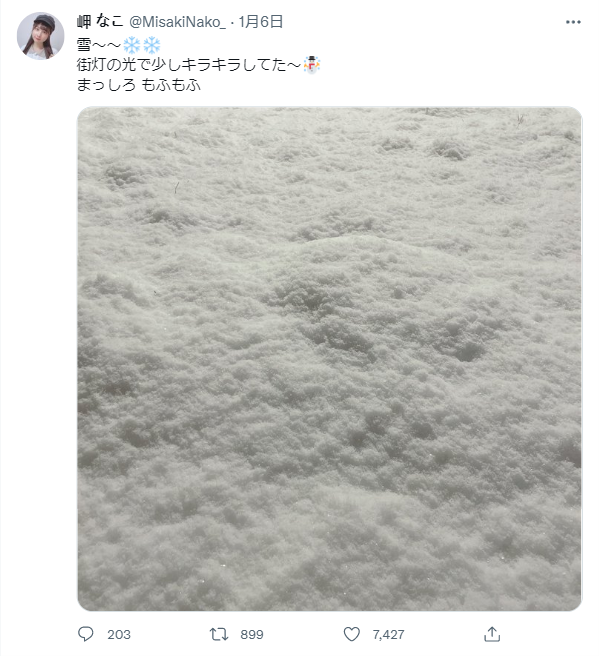 岬 なこ @MisakiNako_ · 1月6日
雪〜〜❄❄
街灯の光で少しキラキラしてた〜☃
まっしろ もふもふ
203 899 7,427